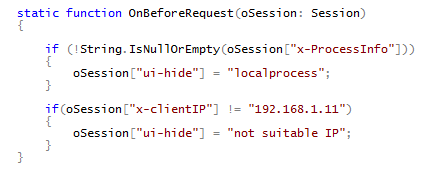 static function OnBeforeRequest(oSession: Session)
{
if (!String.IsNullOrEmpty(oSession["x-ProcessInfo"]))
{
oSession["ui-hide"] = "localprocess";
}
if(oSession["x-clientIP"] != "192.168.1.11")
{
oSession["ui-hide"] = "not suitable IP";
}
}